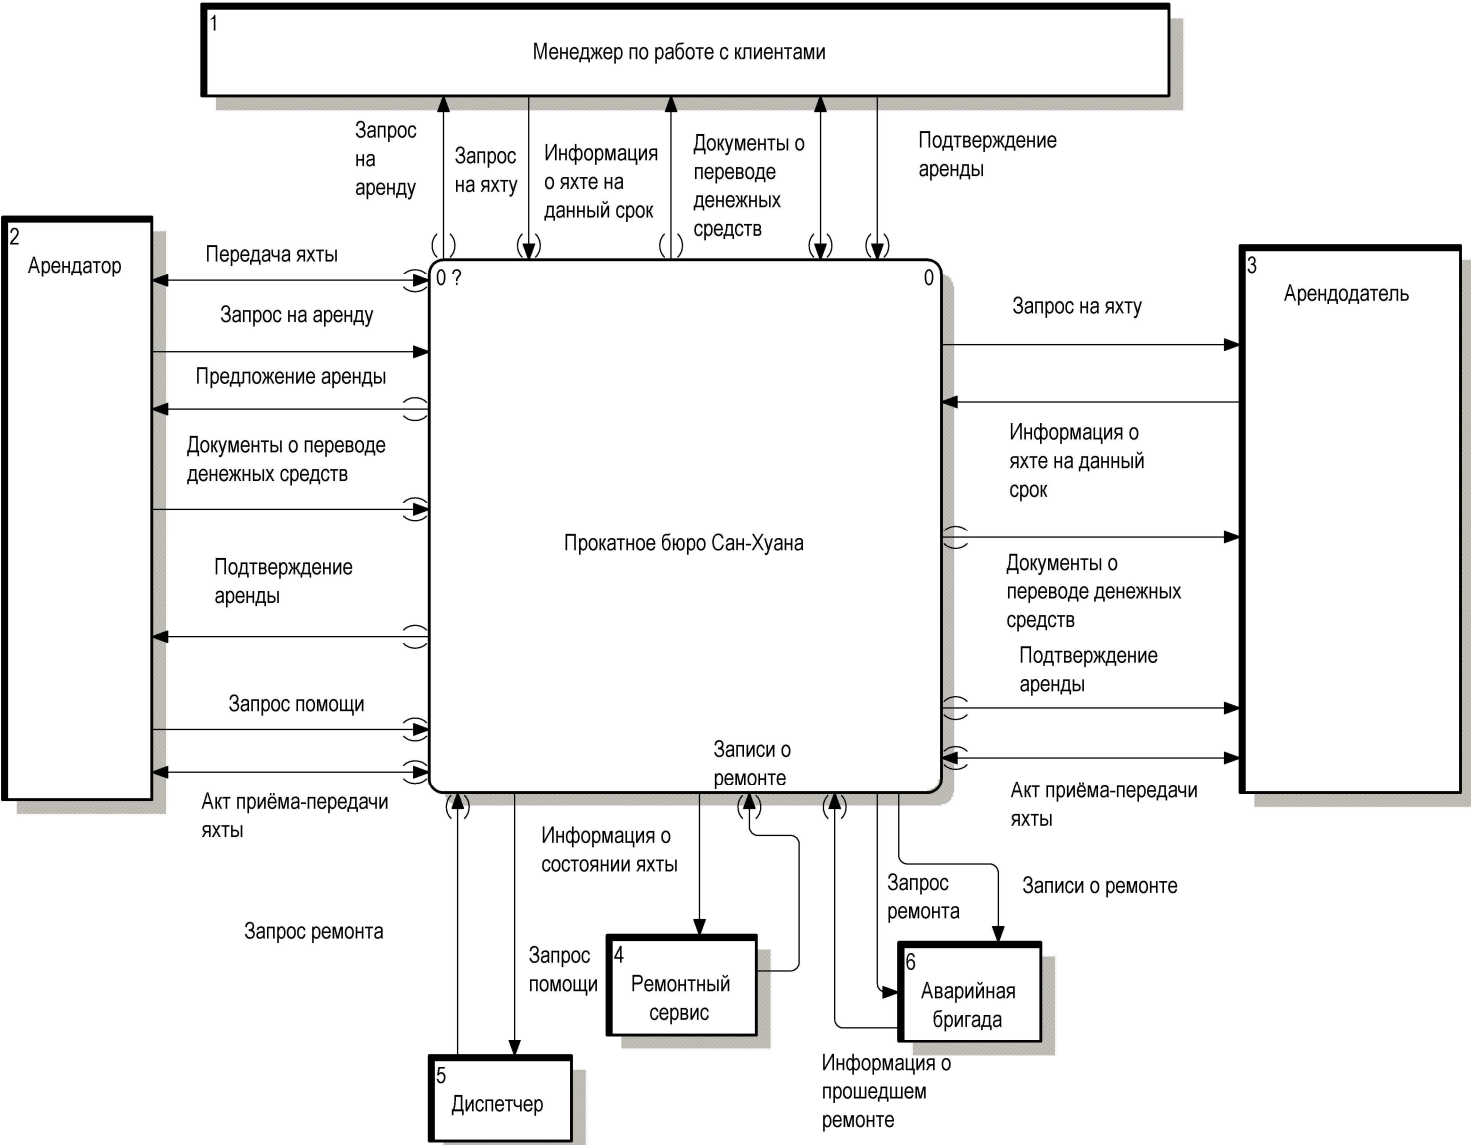 1
Менеджер по работе с клиентами
Запрос
на
аренду
Запрос
на яхту
Информация
о яхте на
данный срок
Документы о
переводе
денежных
средств
Подтверждение
аренды
2
Арендатор
Передача яхты
Запрос на аренду
Предложение аренды
Документы о переводе
денежных средств
Подтверждение
аренды
Запрос помощи
Акт приёма-передачи
яхты
0 ?
0
Прокатное бюро Сан-Хуана
Записи о
ремонте
3
Арендодатель
Запрос на яхту
Информация о
яхте на данный
срок
Документы о
переводе денежных
средств
Подтверждение
аренды
Акт приёма-передачи
яхты
Информация о
состоянии яхты
Запрос
ремонта
Записи о ремонте
Запрос ремонта
Запрос
помощи
4
Ремонтный
сервис
6
Аварийная
бригада
5
Диспетчер
Информация о
прошедшем
ремонте